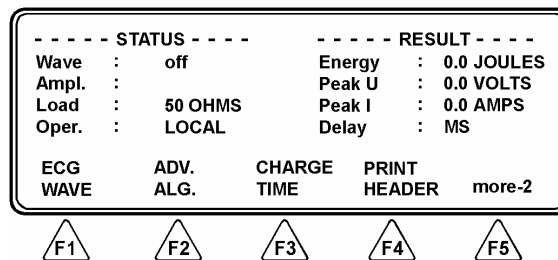 - - - - - STATUS - - - -     - - - - - RESULT - - - -
Wave : off     Energy : 0.0 JOULES
Ampl. :     Peak U : 0.0 VOLTS
Load : 50 OHMS     Peak I : 0.0 AMPS
Oper. : LOCAL     Delay : MS
ECG     ADV.     CHARGE     PRINT
WAVE     ALG.     TIME     HEADER     more-2
F1     F2     F3     F4     F5